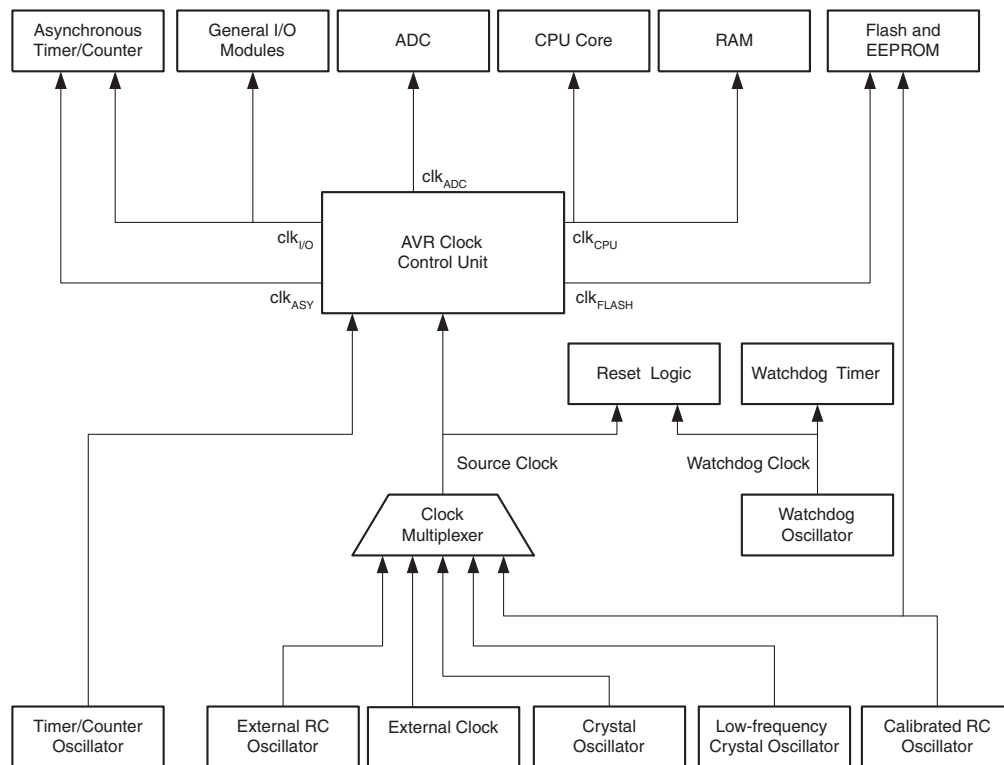 Asynchronous
Timer/Counter
General I/O
Modules
ADC
CPU Core
RAM
Flash and
EEPROM
clkADC
clkI/O
AVR Clock
Control Unit
clkCPU
clkASY
clkFLASH
Reset Logic
Watchdog Timer
Source Clock
Watchdog Clock
Clock
Multiplexer
Watchdog
Oscillator
Timer/Counter
Oscillator
External RC
Oscillator
External Clock
Crystal
Oscillator
Low-frequency
Crystal Oscillator
Calibrated RC
Oscillator